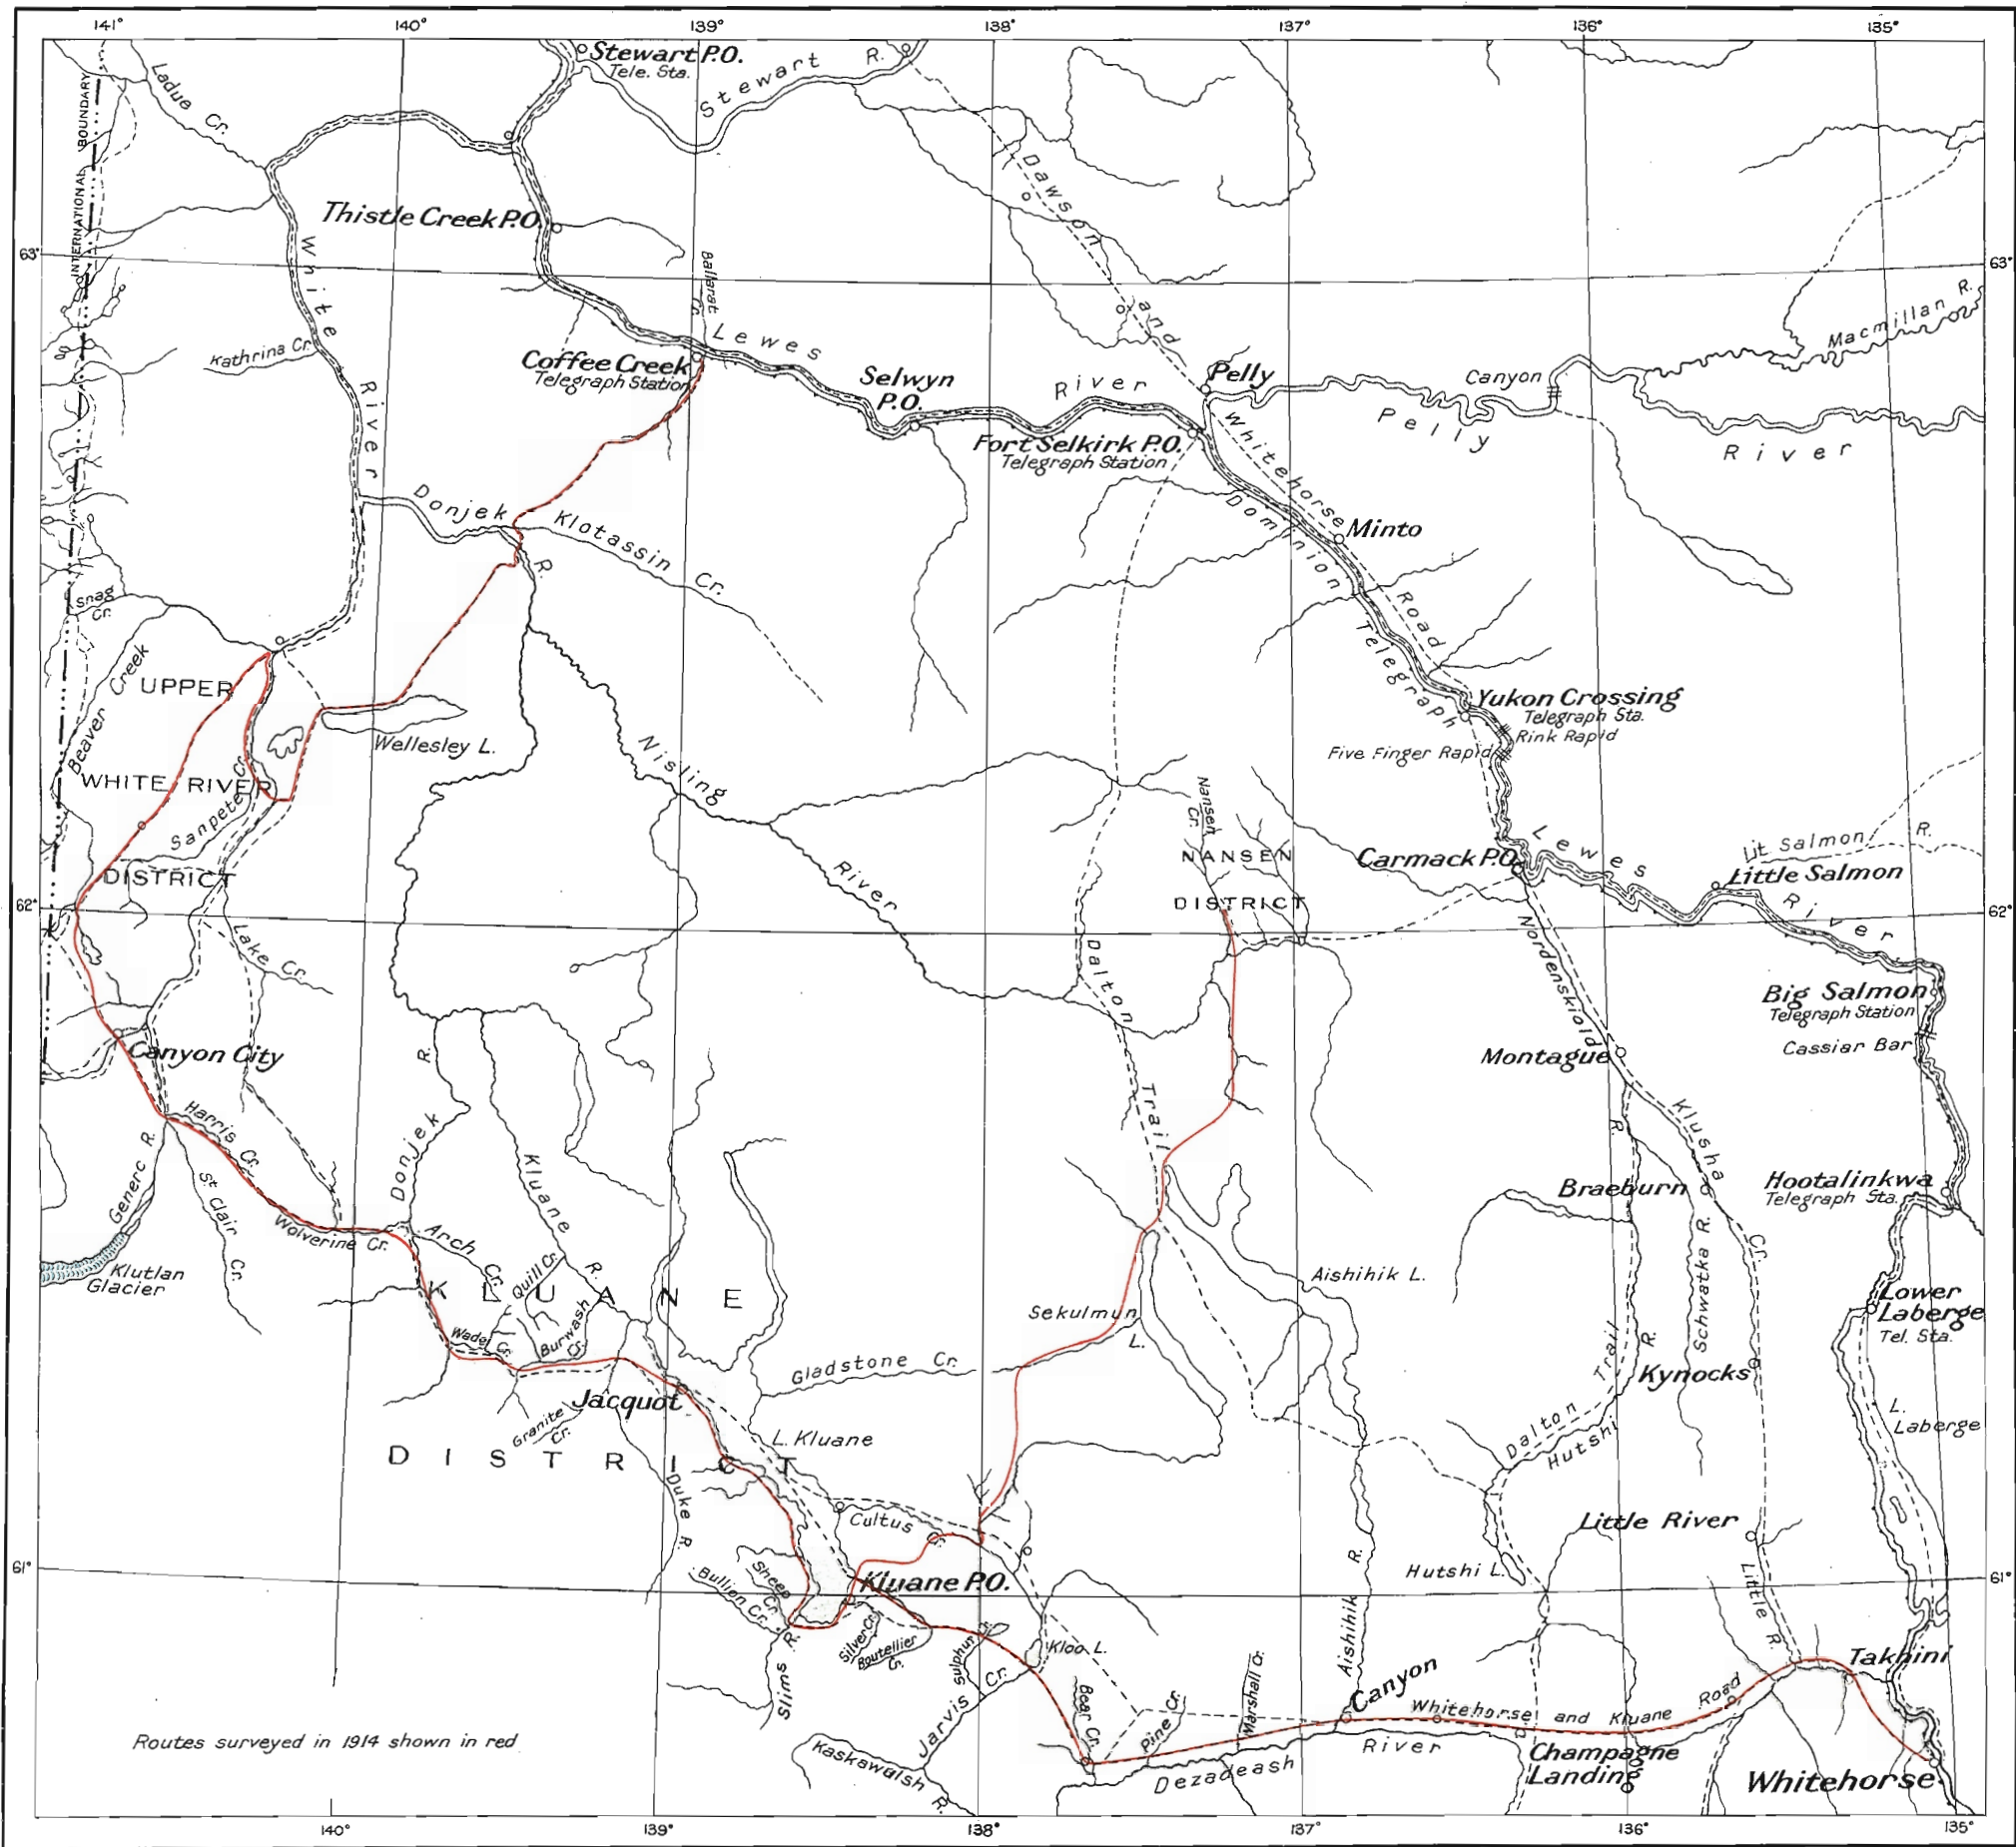 141° 140° 139° 138° 137° 136° 135°
INTERNATIONAL BOUNDARY
Ladue Cr.
Stewart P.O.
Tele. Sta.
Stewart R.
Thistle Creek P.O.
63°
63°
White River
Ballarat Cr.
Dawson and Whitehorse Road
Macmillan R.
Kathrina Cr.
Coffee Creek
Telegraph Station
Lewes River
Selwyn
P.O.
Pelly
Canyon
Pelly River
Fort Selkirk P.O.
Telegraph Station
Dominion Telegraph
Minto
Donjek R.
Klotassin Cr.
Snag
Cr.
Beaver Creek
UPPER
WHITE RIVER
DISTRICT
Wellesley L.
Sanpete Cr.
Nisling River
Yukon Crossing
Telegraph Sta.
Rink Rapid
Five Finger Rapid
Nansen
Cr.
NANSEN
DISTRICT
Carmack P.O.
Lewes River
Lit Salmon R.
Little Salmon
62°
62°
Lake Cr.
Dalton Trail
Nordenskiold R.
Big Salmon
Telegraph Station
Cassiar Bar
Canyon City
Montague
Harris Cr.
Donjek R.
Kluane R.
Klusha Cr.
Generc R.
St. Clair Cr.
Wolverine Cr.
Arch Cr.
Quill Cr.
Klutlan
Glacier
Braeburn
Hootalinkwa
Telegraph Sta.
Schwatka R.
KLUANE
Aishihik L.
Sekulmun
L.
Lower
Laberge
Tel. Sta.
Wade Cr.
Burwash
Cr.
Gladstone Cr.
Kynocks
Jacquot
Granite
Cr.
Dalton Trail
Hutshi R.
L.
Laberge
L. Kluane
DISTRICT
Duke R.
Cultus
Aishihik R.
Little River
61°
61°
Sheep
Cr.
Bullion Cr.
Kluane P.O.
Hutshi L.
Little R.
Silver Cr.
Boutellier
Cr.
Sulphur
Kloo L.
Takhini
Slims R.
Jarvis Cr.
Bear Cr.
Pine Cr.
Marshall Cr.
Canyon
Whitehorse and Kluane Road
Routes surveyed in 1914 shown in red
Kaskawulsh R.
Dezadeash River
Champagne
Landing
Whitehorse
140° 139° 138° 137° 136° 135°